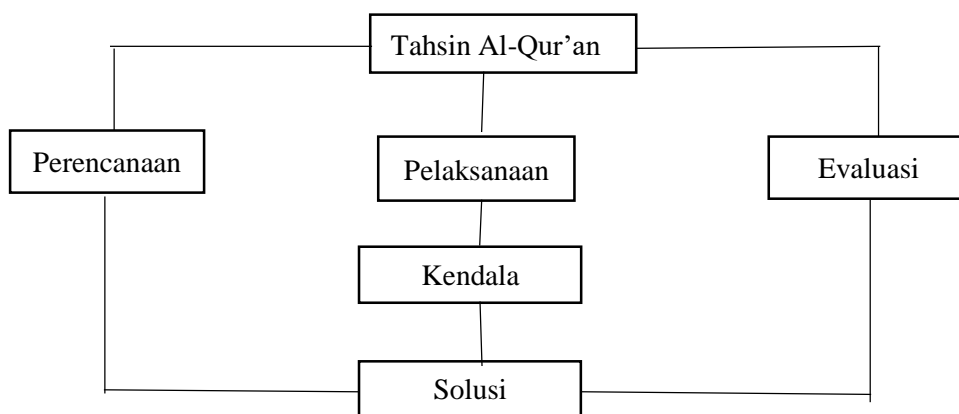 Tahsin Al-Qur’an
Perencanaan
Pelaksanaan
Evaluasi
Kendala
Solusi